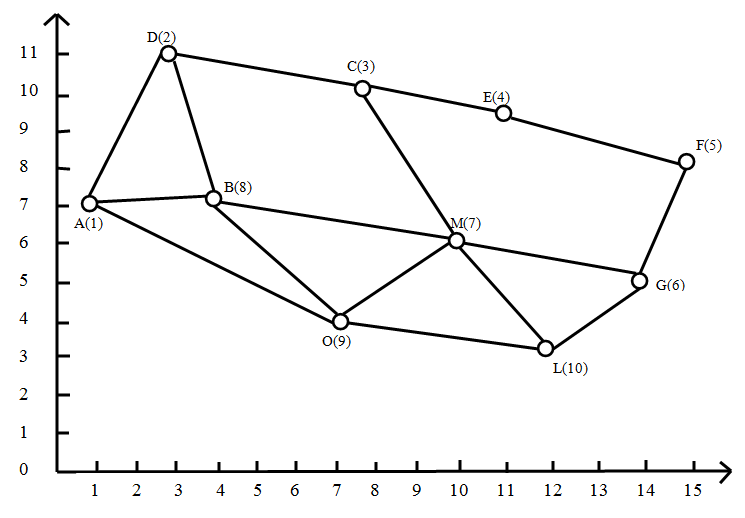 D(2)
11
C(3)
10
E(4)
9
F(5)
8
B(8)
7
A(1)
M(7)
6
5
G(6)
4
O(9)
3
L(10)
2
1
0
1 2 3 4 5 6 7 8 9 10 11 12 13 14 15